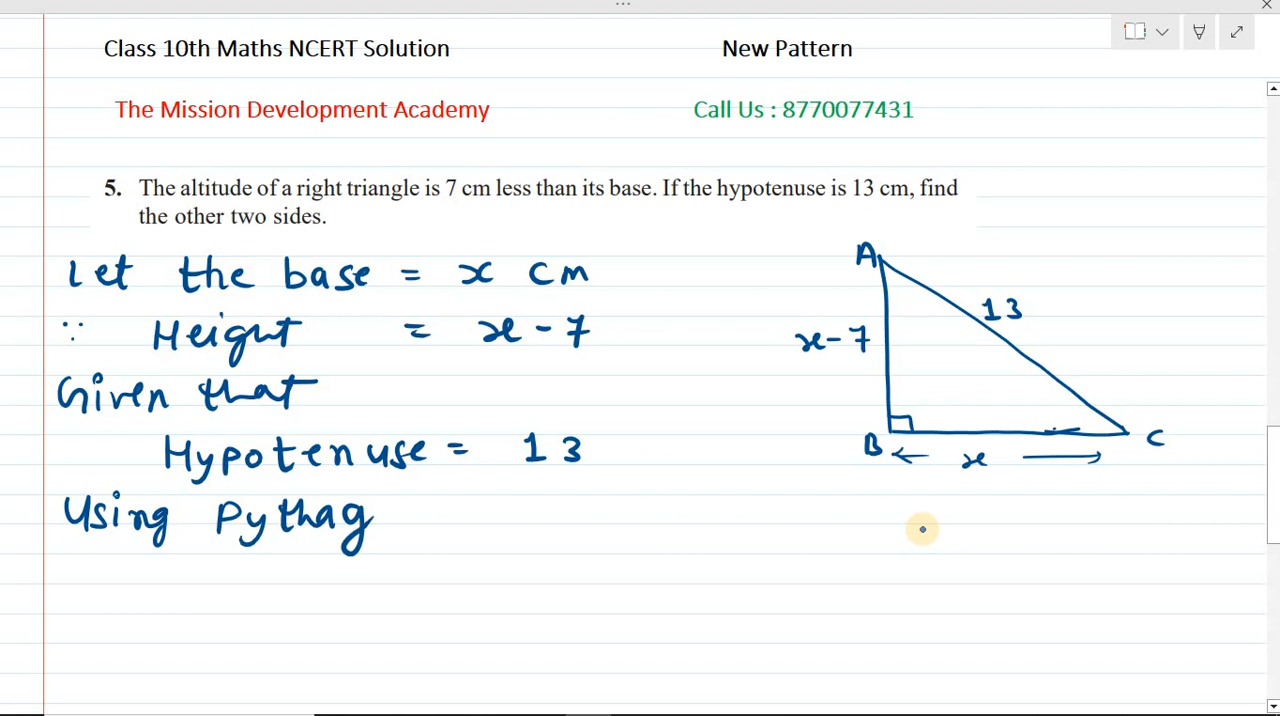 Class 10th Maths NCERT Solution New Pattern
The Mission Development Academy Call Us : 8770077431
5. The altitude of a right triangle is 7 cm less than its base. If the hypotenuse is 13 cm, find
the other two sides.
Let the base = x cm
∵ Height = x - 7
Given that
Hypotenuse = 13
Using Pythag
A
13
x - 7
B
C
x